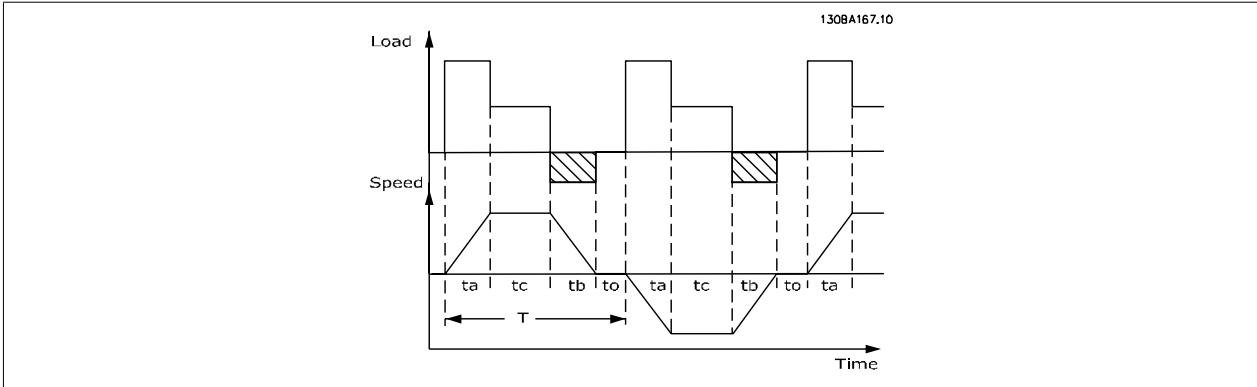 130BA167.10
Load
Speed
ta tc tb to ta tc tb to ta
T
Time